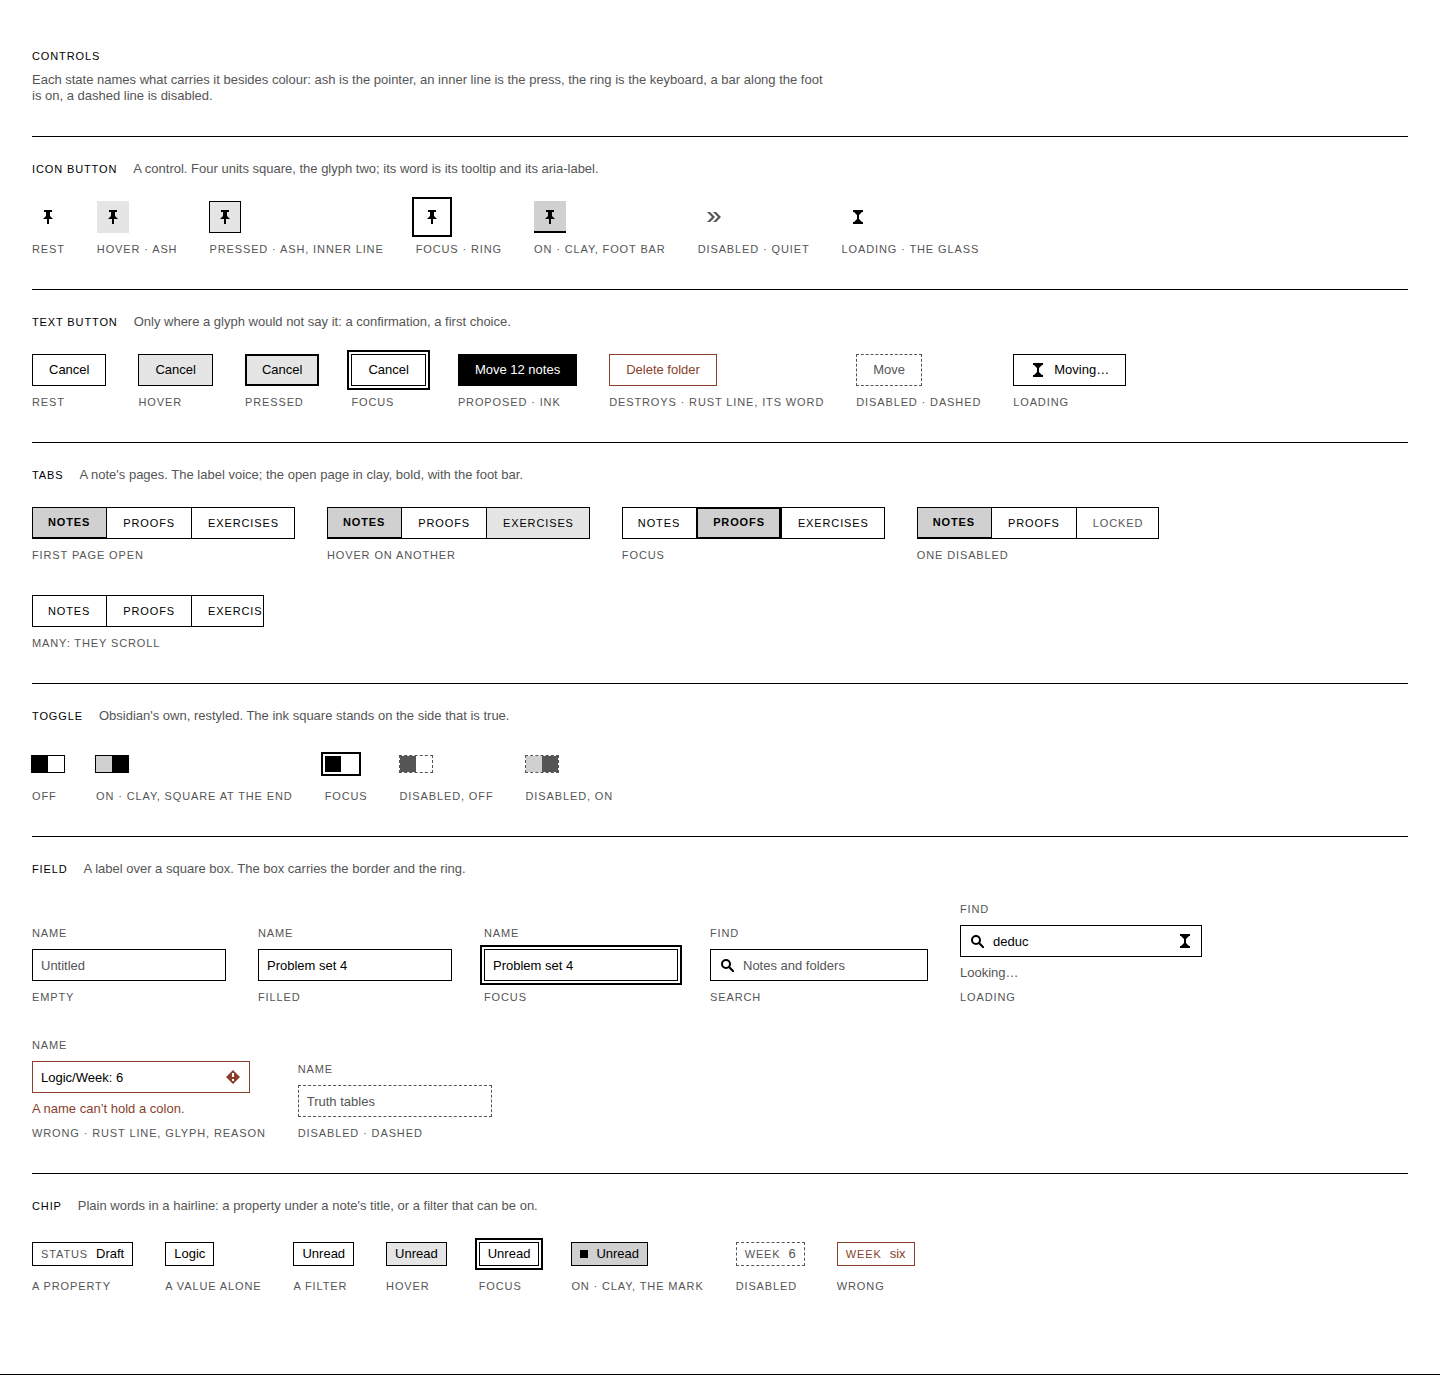 CONTROLS
Each state names what carries it besides colour: ash is the pointer, an inner line is the press, the ring is the keyboard, a bar along the foot
is on, a dashed line is disabled.
ICON BUTTON A control. Four units square, the glyph two; its word is its tooltip and its aria-label.
REST HOVER · ASH PRESSED · ASH, INNER LINE FOCUS · RING ON · CLAY, FOOT BAR DISABLED · QUIET LOADING · THE GLASS
TEXT BUTTON Only where a glyph would not say it: a confirmation, a first choice.
Cancel Cancel Cancel Cancel Move 12 notes Delete folder Move Moving…
REST HOVER PRESSED FOCUS PROPOSED · INK DESTROYS · RUST LINE, ITS WORD DISABLED · DASHED LOADING
TABS A note's pages. The label voice; the open page in clay, bold, with the foot bar.
NOTES PROOFS EXERCISES NOTES PROOFS EXERCISES NOTES PROOFS EXERCISES NOTES PROOFS LOCKED
FIRST PAGE OPEN HOVER ON ANOTHER FOCUS ONE DISABLED
NOTES PROOFS EXERCIS
MANY: THEY SCROLL
TOGGLE Obsidian's own, restyled. The ink square stands on the side that is true.
OFF ON · CLAY, SQUARE AT THE END FOCUS DISABLED, OFF DISABLED, ON
FIELD A label over a square box. The box carries the border and the ring.
NAME NAME NAME FIND FIND
Untitled Problem set 4 Problem set 4 Notes and folders deduc
Looking…
EMPTY FILLED FOCUS SEARCH LOADING
NAME NAME
Logic/Week: 6 Truth tables
A name can't hold a colon.
WRONG · RUST LINE, GLYPH, REASON DISABLED · DASHED
CHIP Plain words in a hairline: a property under a note's title, or a filter that can be on.
STATUS Draft Logic Unread Unread Unread Unread WEEK 6 WEEK six
A PROPERTY A VALUE ALONE A FILTER HOVER FOCUS ON · CLAY, THE MARK DISABLED WRONG